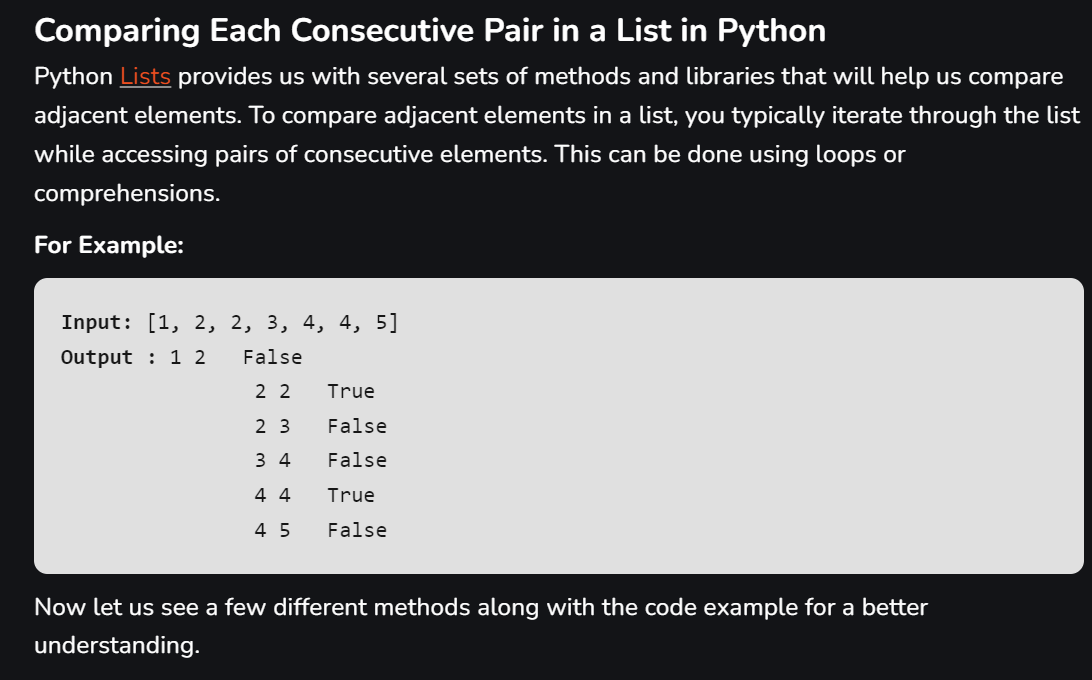 Comparing Each Consecutive Pair in a List in Python
Python Lists provides us with several sets of methods and libraries that will help us compare
adjacent elements. To compare adjacent elements in a list, you typically iterate through the list
while accessing pairs of consecutive elements. This can be done using loops or
comprehensions.
For Example:
Input: [1, 2, 2, 3, 4, 4, 5]
Output : 1 2   False
                2 2   True
                2 3   False
                3 4   False
                4 4   True
                4 5   False
Now let us see a few different methods along with the code example for a better
understanding.